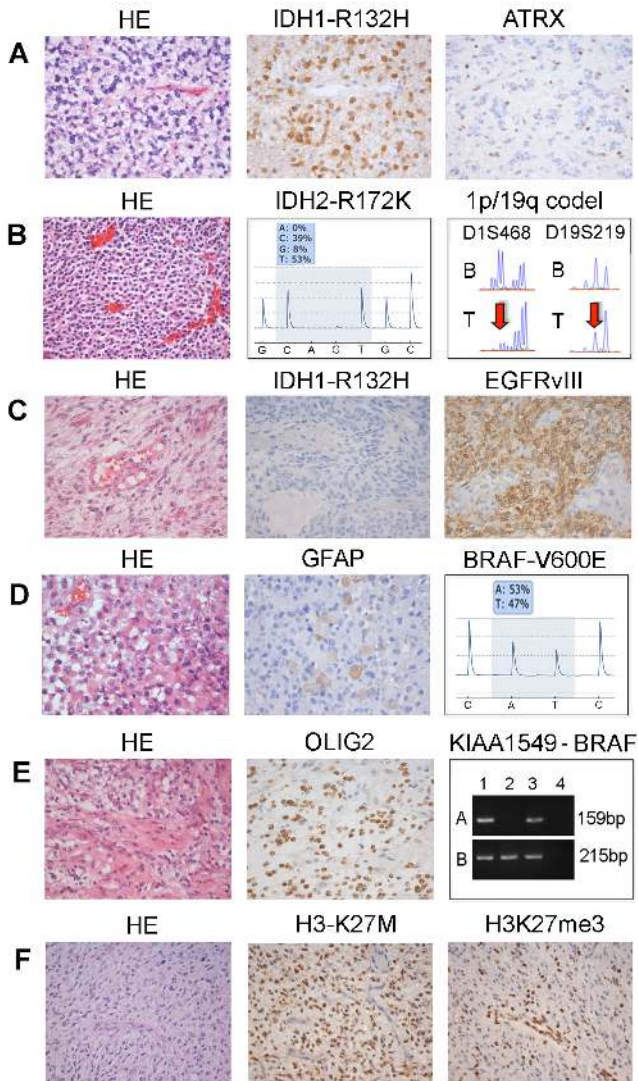 HE IDH1-R132H ATRX
A
HE IDH2-R172K 1p/19q codel
B
A: 0%
C: 39%
G: 8%
T: 53%
G C A G T G C
D1S468 D19S219
B B
T T
HE IDH1-R132H EGFRvIII
C
HE GFAP BRAF-V600E
D
A: 53%
T: 47%
C A T C
HE OLIG2 KIAA1549 - BRAF
E
1 2 3 4
A 159bp
B 215bp
HE H3-K27M H3K27me3
F